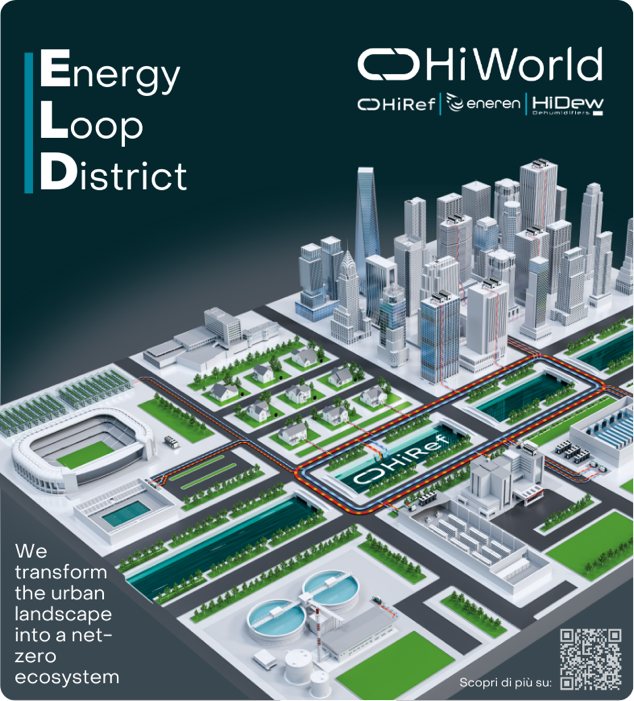 Energy
Loop
District
HiWorld
HiRef eneren HiDew
Dehumidifiers
HiRef
We
transform
the urban
landscape
into a net-
zero
ecosystem
Scopri di più su: